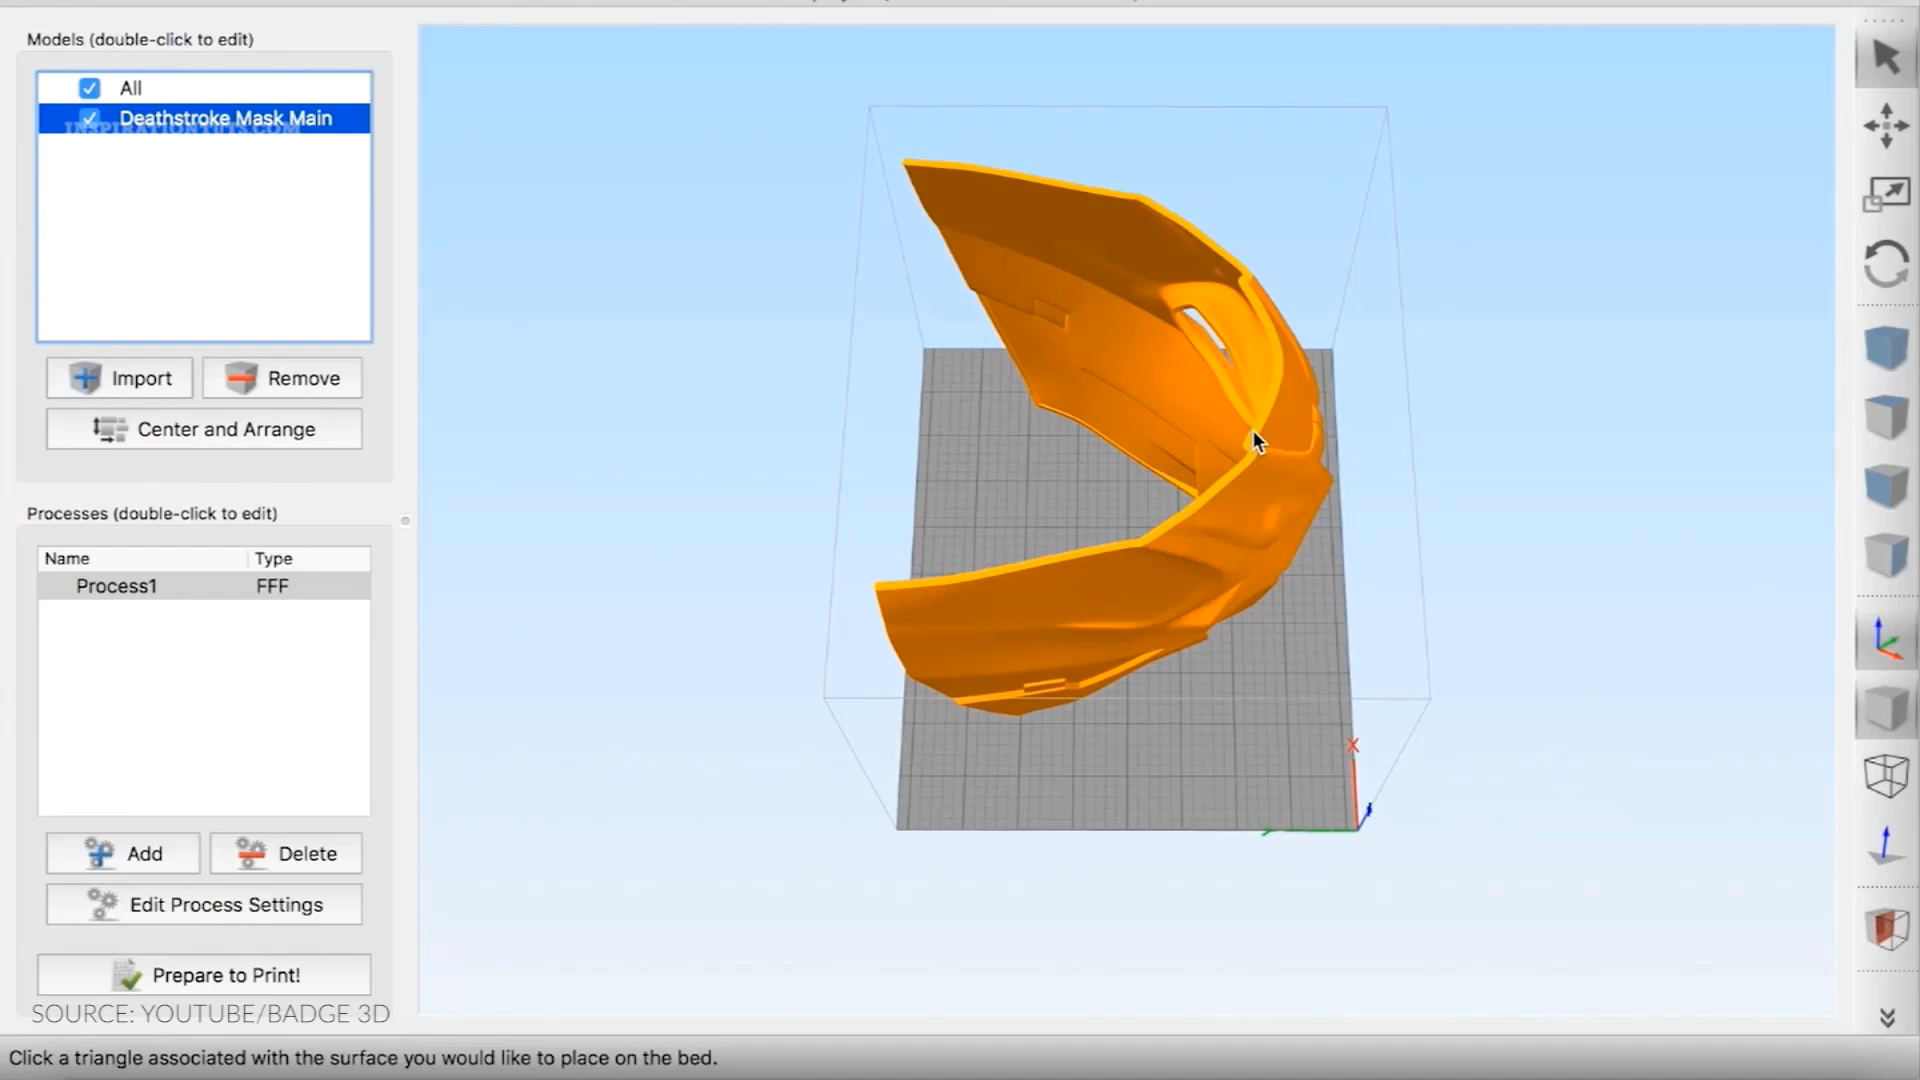 Models (double-click to edit)
All
Deathstroke Mask Main
INSPIRATIONTUTS.COM
Import
Remove
Center and Arrange
Processes (double-click to edit)
Name Type
Process1 FFF
Add
Delete
Edit Process Settings
Prepare to Print!
SOURCE: YOUTUBE/BADGE 3D
X
Click a triangle associated with the surface you would like to place on the bed.